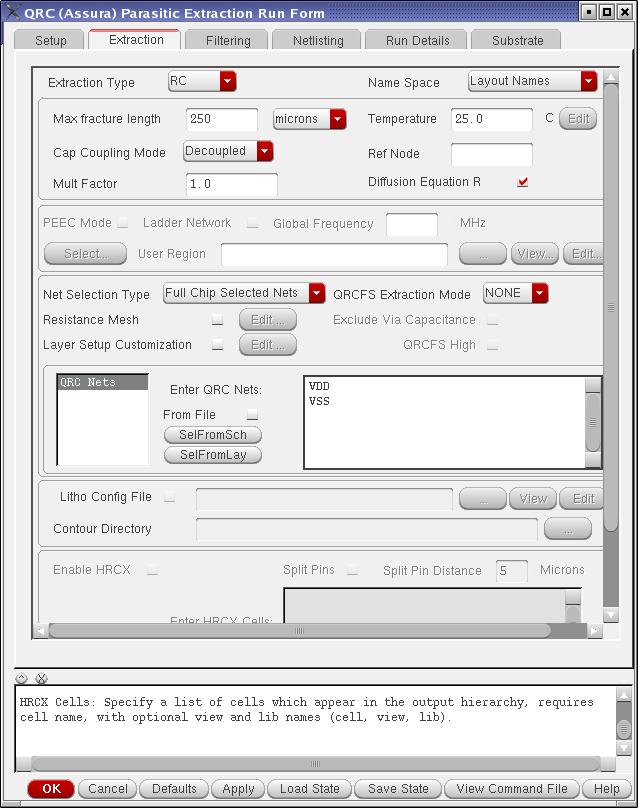 QRC (Assura) Parasitic Extraction Run Form
Setup Extraction Filtering Netlisting Run Details Substrate
Extraction Type RC Name Space Layout Names
Max fracture length 250 microns Temperature 25.0 C Edit
Cap Coupling Mode Decoupled Ref Node
Mult Factor 1.0 Diffusion Equation R
PEEC Mode Ladder Network Global Frequency MHz
Select... User Region ... View... Edit...
Net Selection Type Full Chip Selected Nets QRCFS Extraction Mode NONE
Resistance Mesh Edit ... Exclude Via Capacitance
Layer Setup Customization Edit ... QRCFS High
QRC Nets Enter QRC Nets: VDD
VSS
From File
SelFromSch
SelFromLay
Litho Config File ... View Edit
Contour Directory ...
Enable HRCX Split Pins Split Pin Distance 5 Microns
Enter HRCX Cells:
HRCX Cells: Specify a list of cells which appear in the output hierarchy, requires
cell name, with optional view and lib names (cell, view, lib).
OK Cancel Defaults Apply Load State Save State View Command File Help